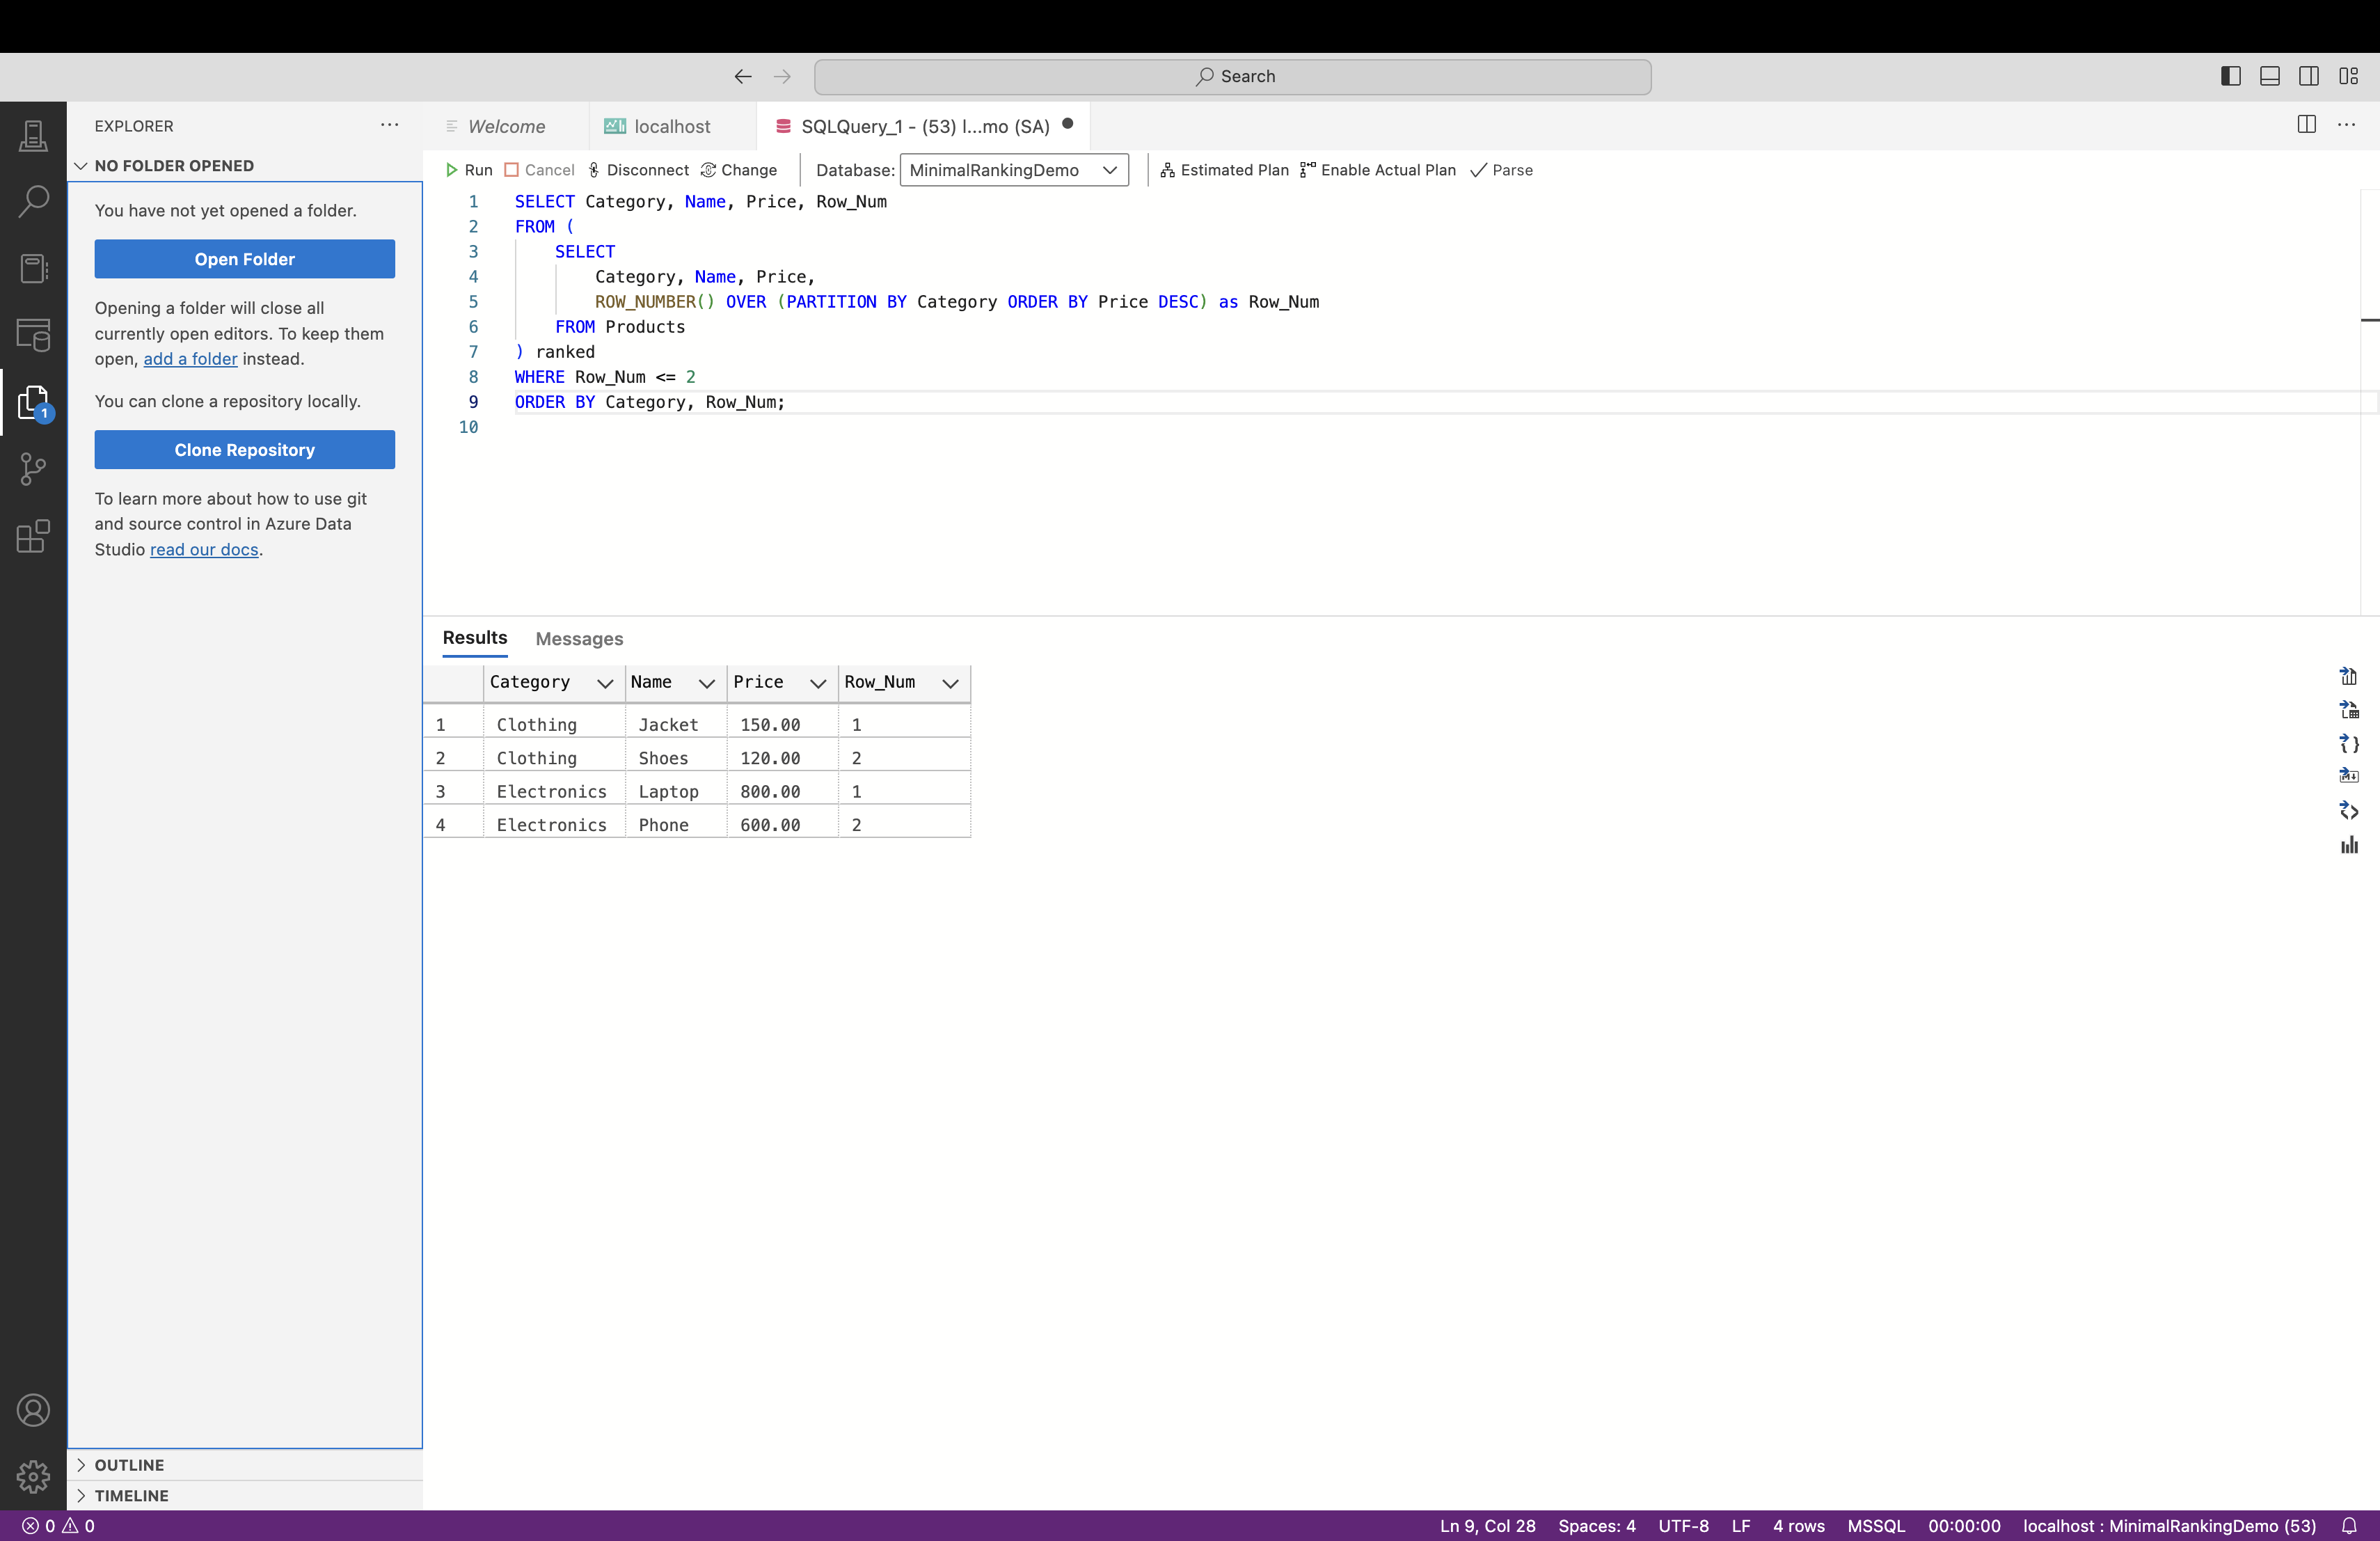 Search
EXPLORER
NO FOLDER OPENED
You have not yet opened a folder.
Open Folder
Opening a folder will close all
currently open editors. To keep them
open, add a folder instead.
You can clone a repository locally.
Clone Repository
To learn more about how to use git
and source control in Azure Data
Studio read our docs.
OUTLINE
TIMELINE
1
Welcome localhost SQLQuery_1 - (53) l...mo (SA)
Run Cancel Disconnect Change Database: MinimalRankingDemo Estimated Plan Enable Actual Plan Parse
1 SELECT Category, Name, Price, Row_Num
2 FROM (
3 SELECT
4 Category, Name, Price,
5 ROW_NUMBER() OVER (PARTITION BY Category ORDER BY Price DESC) as Row_Num
6 FROM Products
7 ) ranked
8 WHERE Row_Num <= 2
9 ORDER BY Category, Row_Num;
10
Results Messages
Category Name Price Row_Num
1 Clothing Jacket 150.00 1
2 Clothing Shoes 120.00 2
3 Electronics Laptop 800.00 1
4 Electronics Phone 600.00 2
0 0 Ln 9, Col 28 Spaces: 4 UTF-8 LF 4 rows MSSQL 00:00:00 localhost : MinimalRankingDemo (53)